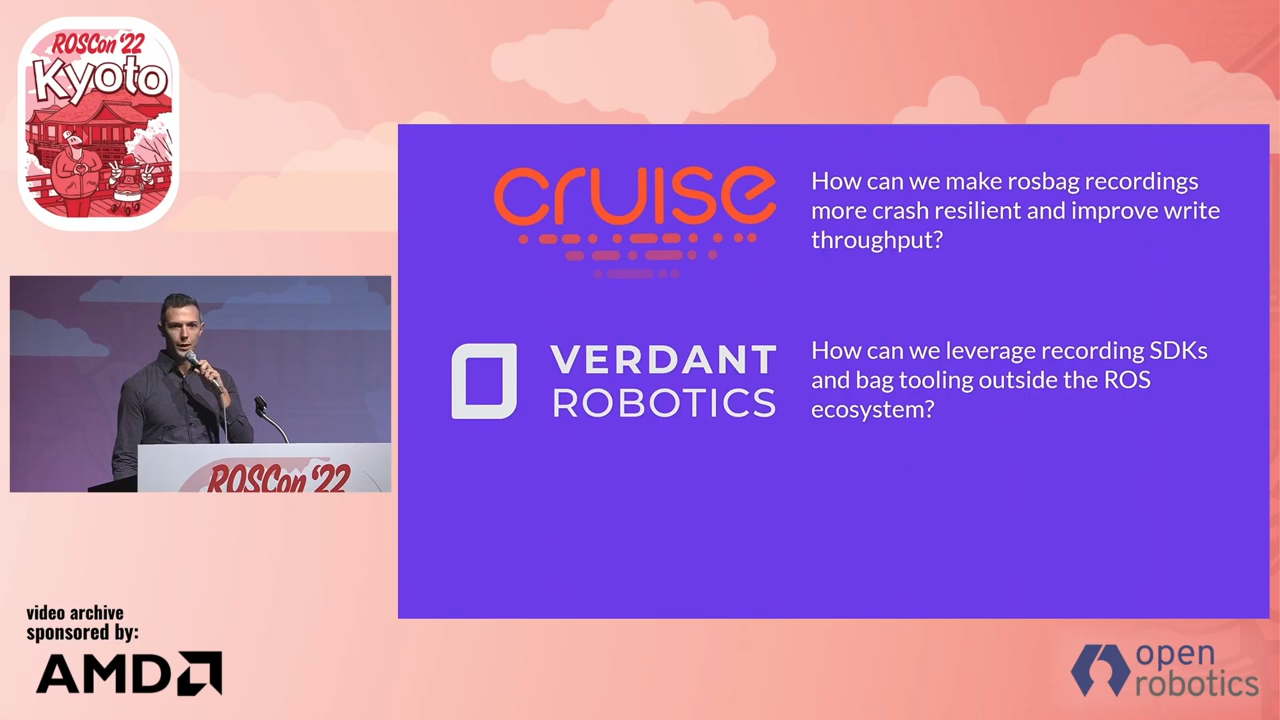 ROSCon '22
Kyoto
cruise
How can we make rosbag recordings
more crash resilient and improve write
throughput?
VERDANT
ROBOTICS
How can we leverage recording SDKs
and bag tooling outside the ROS
ecosystem?
ROSCon '22
video archive
sponsored by:
AMD
open
robotics